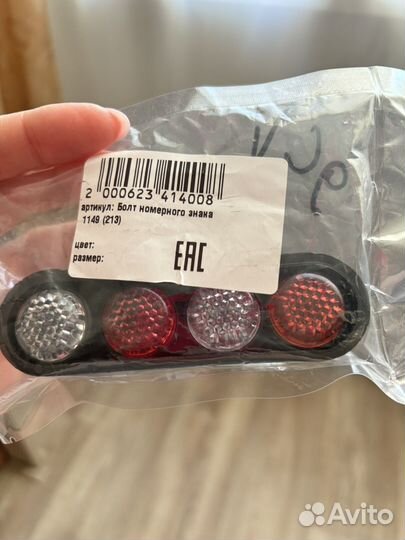 2 000623 414008
артикул: Болт номерного знака
1149 (213)
цвет:
размер:
EAC
Avito